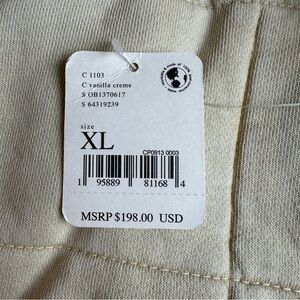 C 1103
C vanilla creme
S OB1370617
S 64319239
size
XL
CP0913 0003
1 95889 81168 4
MSRP $198.00 USD